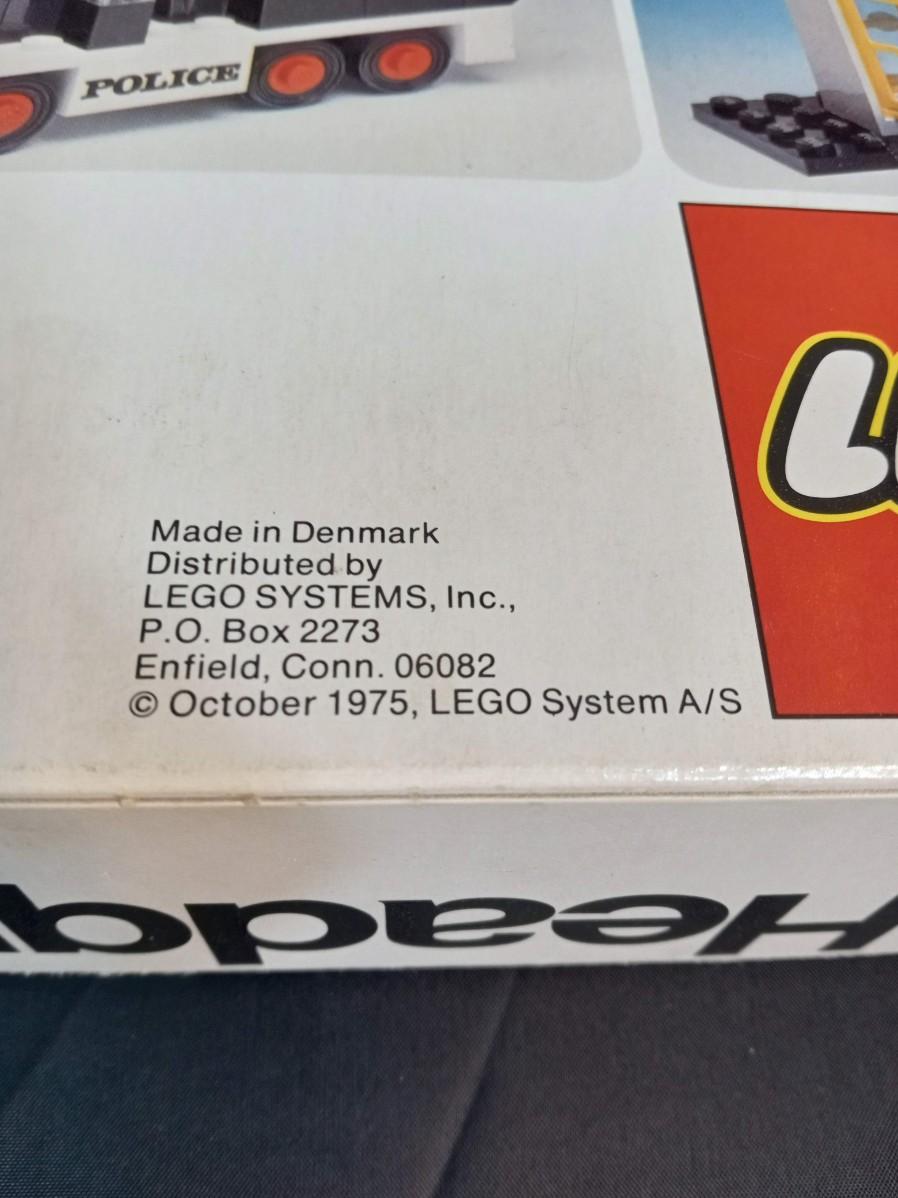 POLICE
Made in Denmark
Distributed by
LEGO SYSTEMS, Inc.,
P.O. Box 2273
Enfield, Conn. 06082
© October 1975, LEGO System A/S